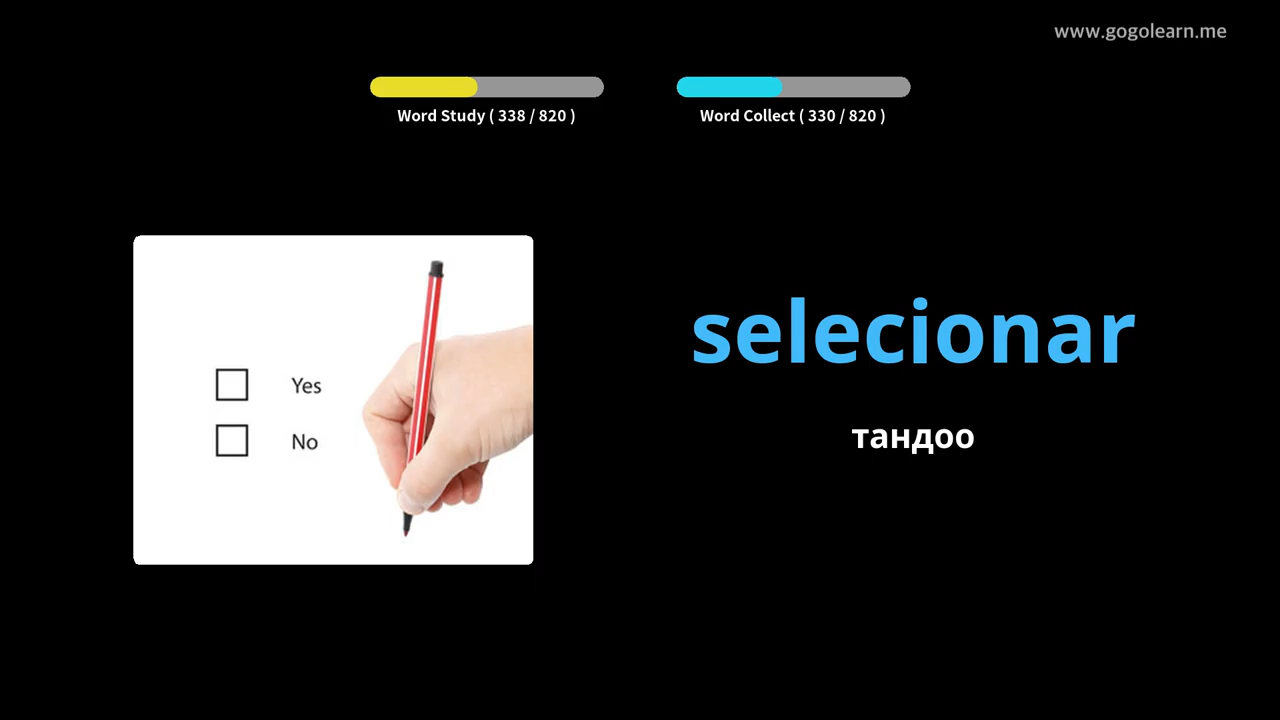 www.gogolearn.me
Word Study ( 338 / 820 )
Word Collect ( 330 / 820 )
Yes
No
selecionar
тандоо